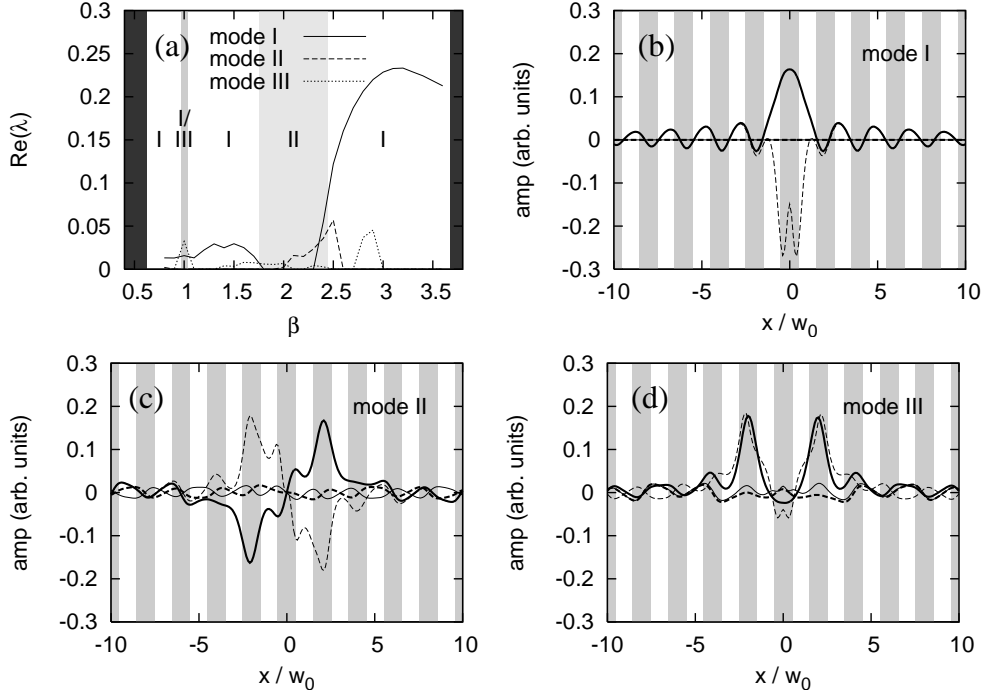 (a)
mode I
mode II
mode III
I
I/
III
I
II
I
Re(λ)
0.3
0.25
0.2
0.15
0.1
0.05
0
0.5
1
1.5
2
2.5
3
3.5
β
(b)
mode I
amp (arb. units)
0.3
0.2
0.1
0
-0.1
-0.2
-0.3
-10
-5
0
5
10
x / w0
(c)
mode II
amp (arb. units)
0.3
0.2
0.1
0
-0.1
-0.2
-0.3
-10
-5
0
5
10
x / w0
(d)
mode III
amp (arb. units)
0.3
0.2
0.1
0
-0.1
-0.2
-0.3
-10
-5
0
5
10
x / w0